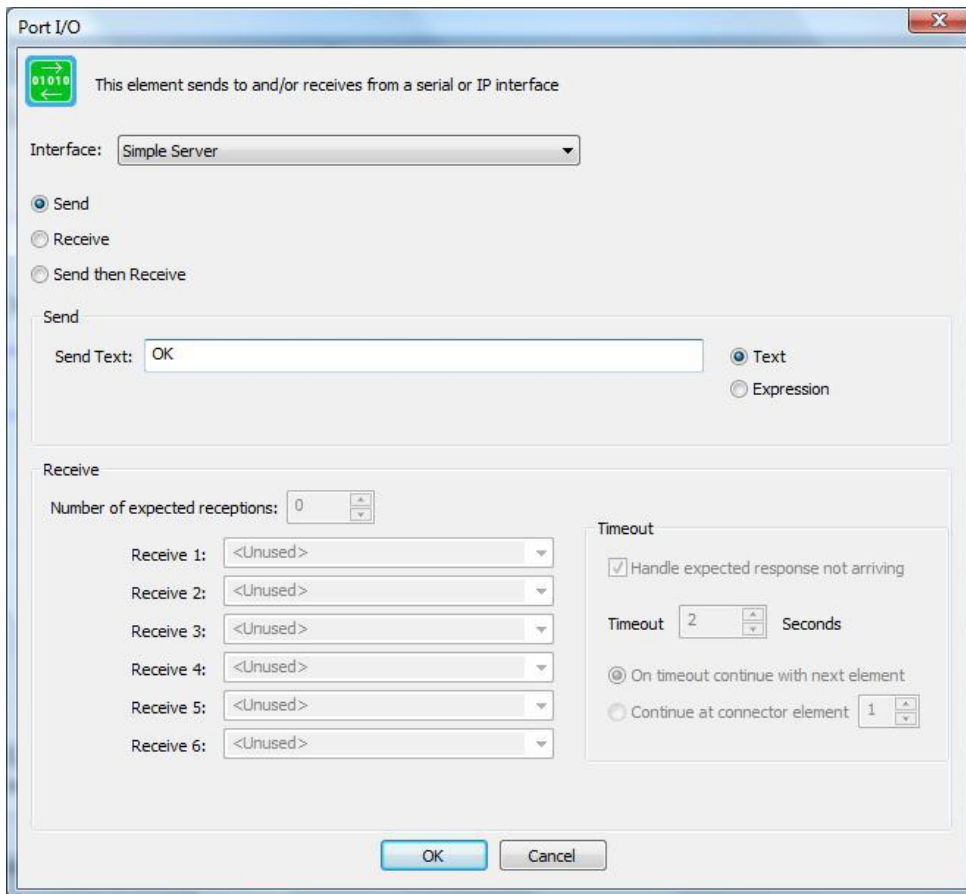 Port I/O
01010
This element sends to and/or receives from a serial or IP interface
Interface: Simple Server
Send
Receive
Send then Receive
Send
Send Text: OK
Text
Expression
Receive
Number of expected receptions: 0
Receive 1: <Unused>
Receive 2: <Unused>
Receive 3: <Unused>
Receive 4: <Unused>
Receive 5: <Unused>
Receive 6: <Unused>
Timeout
Handle expected response not arriving
Timeout 2 Seconds
On timeout continue with next element
Continue at connector element 1
OK Cancel